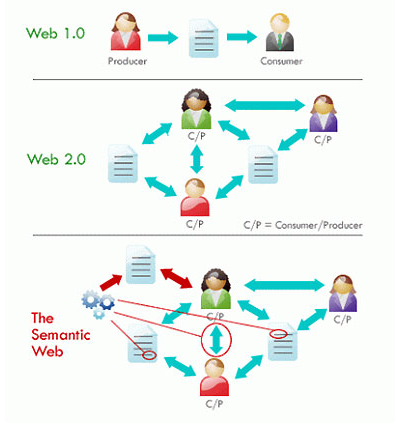 Web 1.0
Producer
Consumer
C/P
C/P
Web 2.0
C/P
C/P = Consumer/Producer
C/P
C/P
The
Semantic
Web
C/P